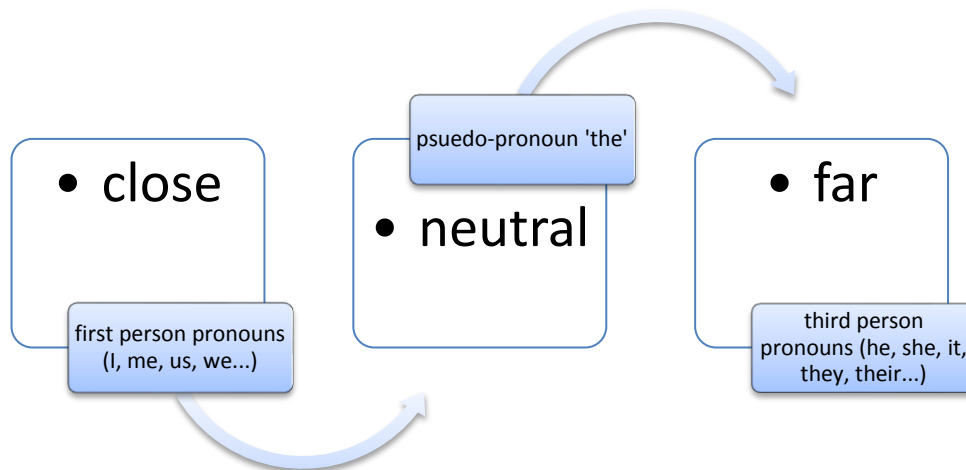 • close
first person pronouns
(I, me, us, we...)
psuedo-pronoun 'the'
• neutral
• far
third person
pronouns (he, she, it,
they, their...)